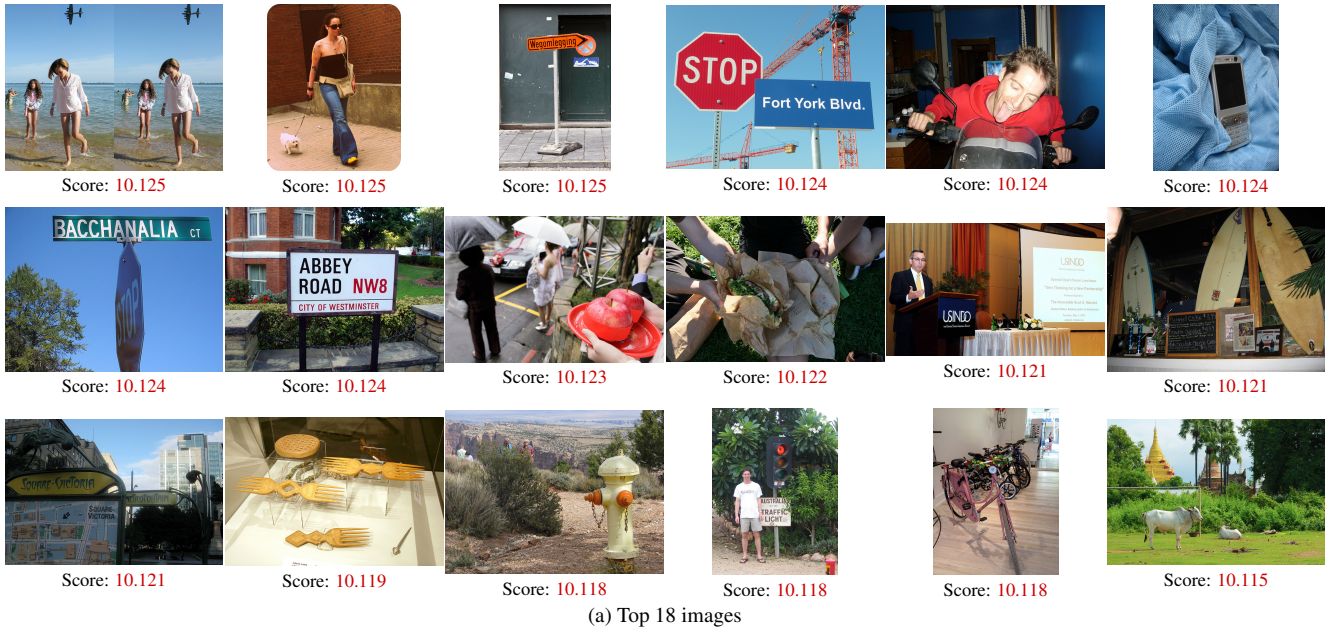 Wegomlegging
STOP
Fort York Blvd.
Score: 10.125
Score: 10.125
Score: 10.125
Score: 10.124
Score: 10.124
Score: 10.124
BACCHANALIA CT
STOP
ABBEY
ROAD NW8
CITY OF WESTMINSTER
USINDO
USINDO
Score: 10.124
Score: 10.124
Score: 10.123
Score: 10.122
Score: 10.121
Score: 10.121
SQUARE-VICTORIA
SQUARE-
VICTORIA
AUSTRALIA
TRAFFIC
LIGHT
Score: 10.121
Score: 10.119
Score: 10.118
Score: 10.118
Score: 10.118
Score: 10.115
(a) Top 18 images